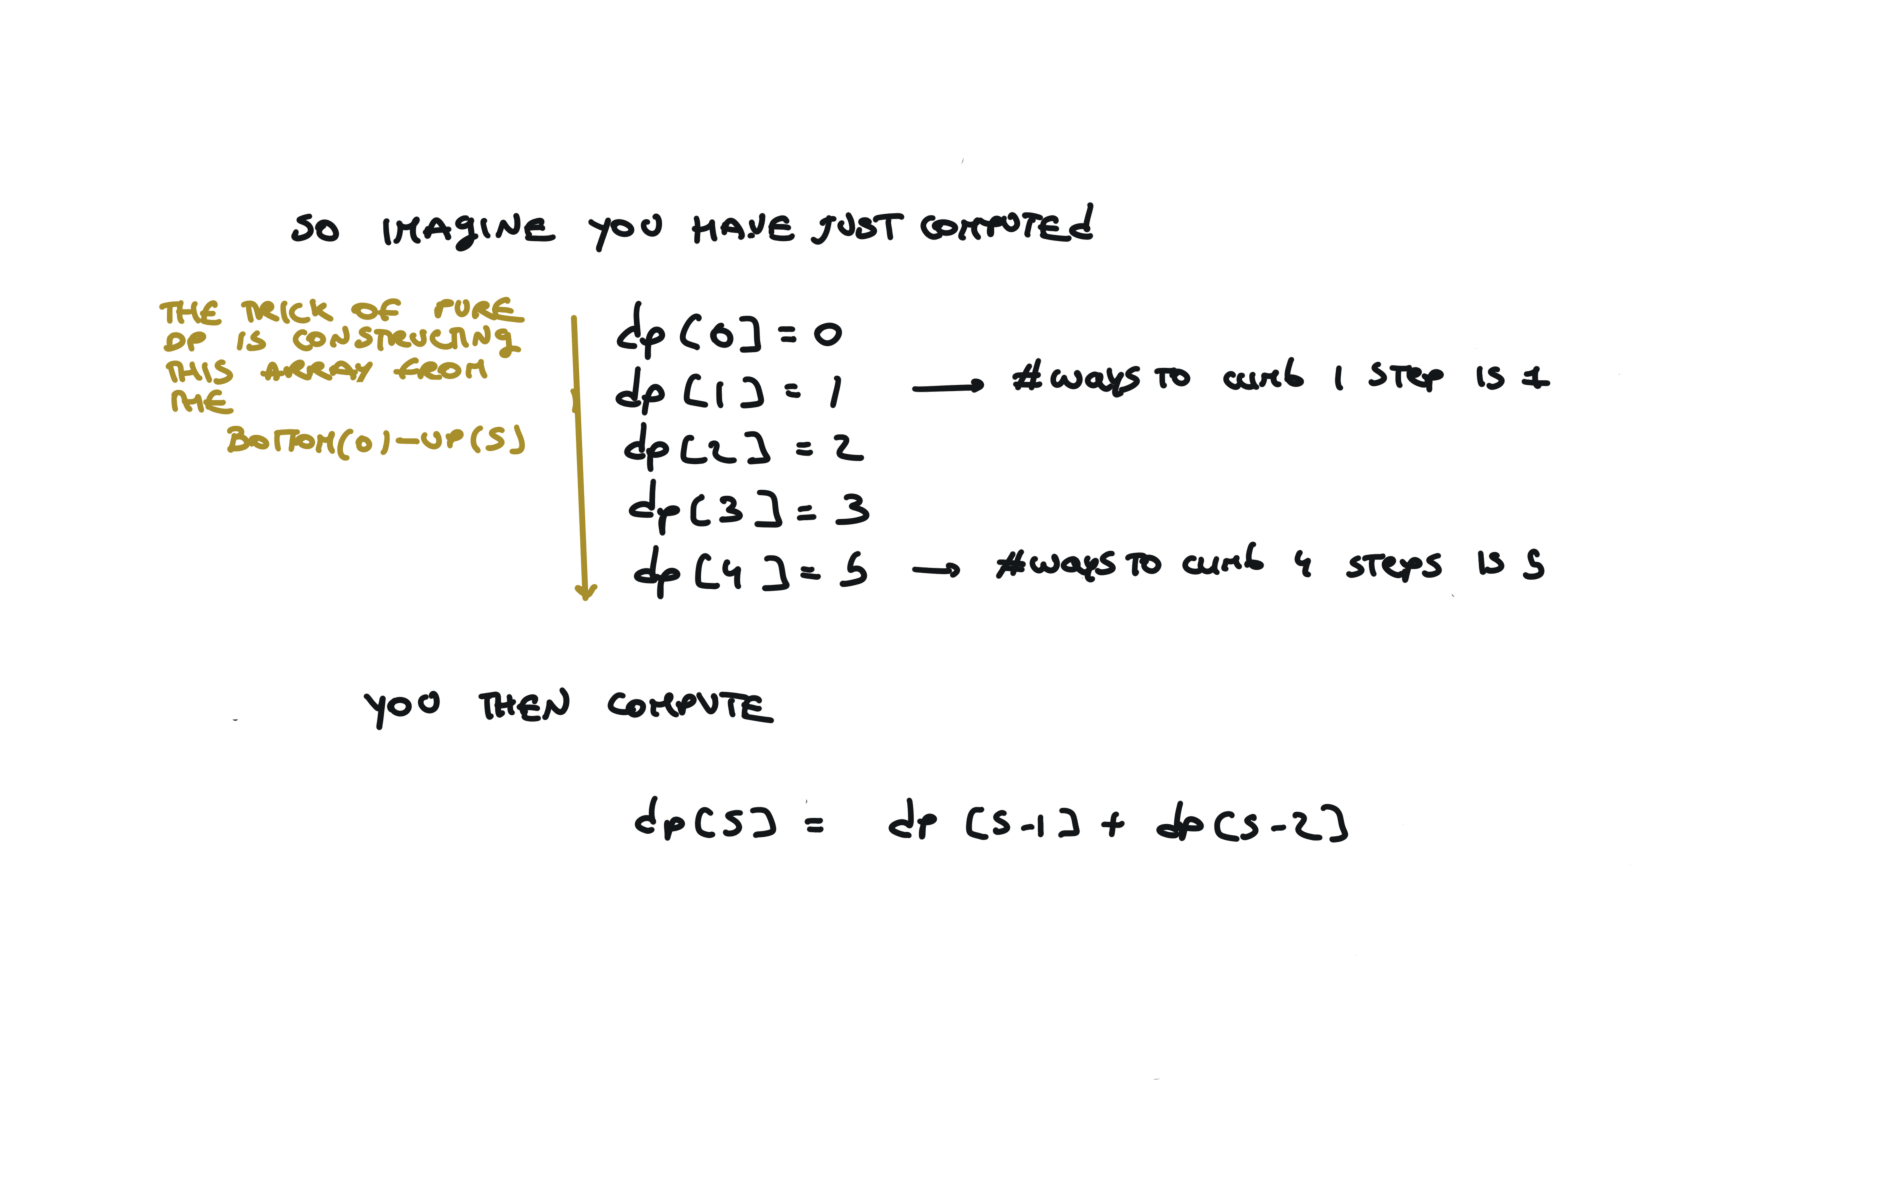 SO IMAGINE YOU HAVE JUST COMPUTEd
THE TRICK OF PURE
DP IS CONSTRUCTINg
THIS ARRAY FROM
THE
BOTTOM(0)-UP(5)
dp[0] = 0
dp[1] = 1 → #ways TO climb 1 STEP IS 1
dp[2] = 2
dp[3] = 3
dp[4] = 5 → #ways TO climb 4 STEPS IS 5
YOU THEN COMPUTE
dp[5] = dp[5-1] + dp[5-2]